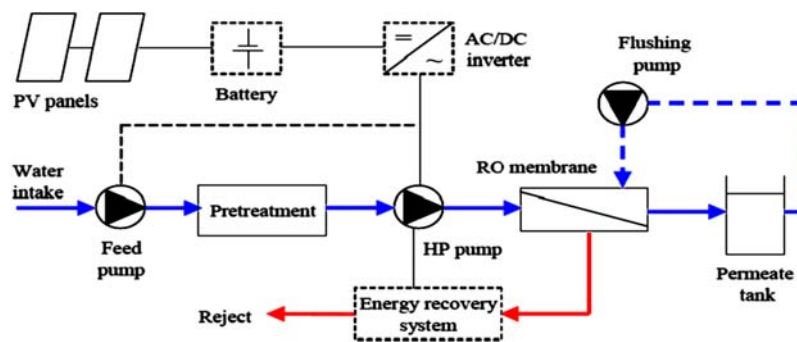 PV panels
Battery
AC/DC
inverter
Flushing
pump
Water
intake
Feed
pump
Pretreatment
HP pump
RO membrane
Permeate
tank
Energy recovery
system
Reject